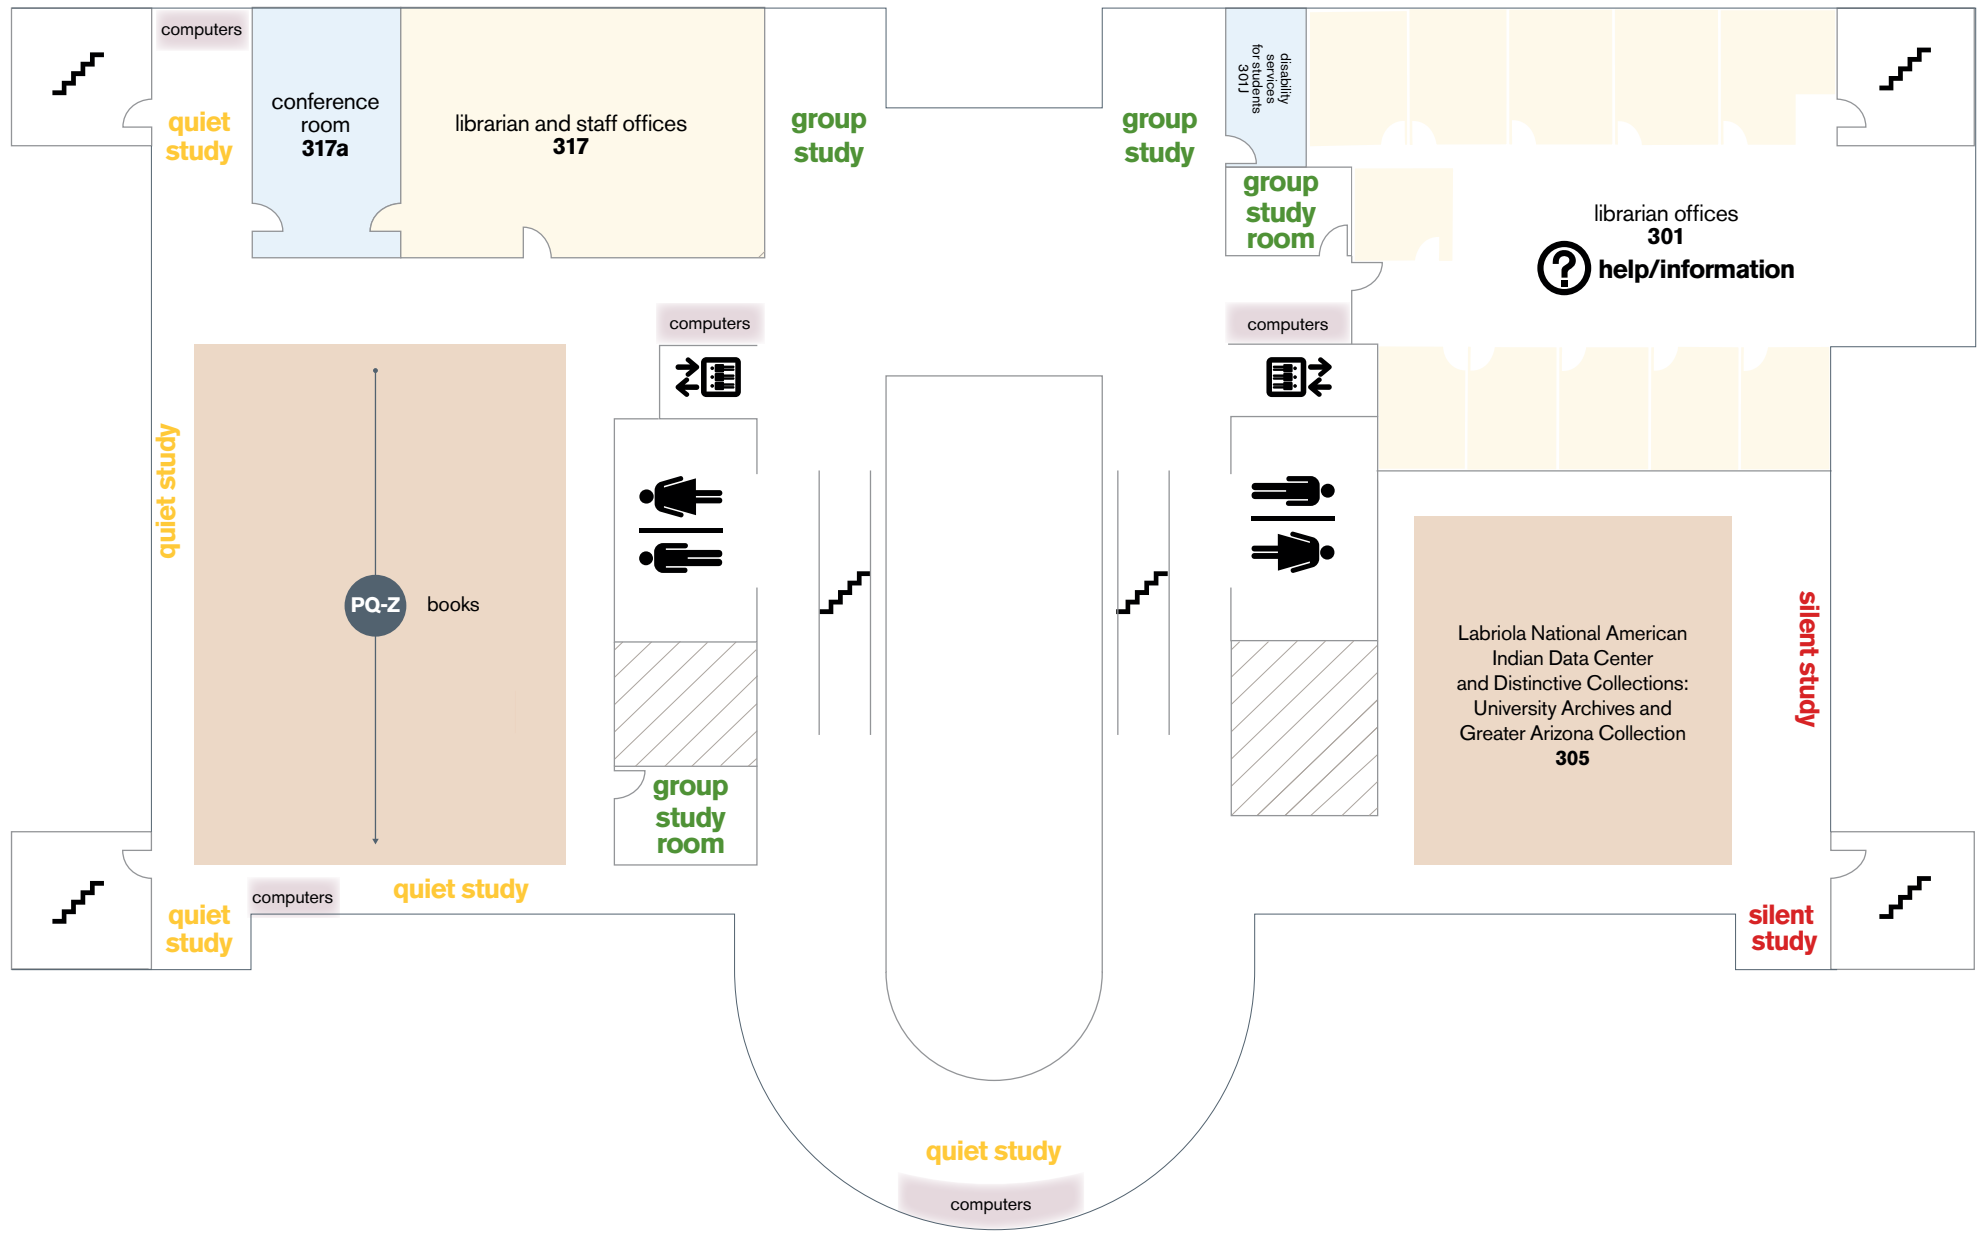 computers
quiet
study
conference
room
317a
librarian and staff offices
317
group
study
group
study
disability
services
for students
301J
group
study
room
librarian offices
301
help/information
computers
computers
quiet study
PQ-Z
books
Labriola National American
Indian Data Center
and Distinctive Collections:
University Archives and
Greater Arizona Collection
305
silent study
group
study
room
computers
quiet study
quiet
study
silent
study
quiet study
computers